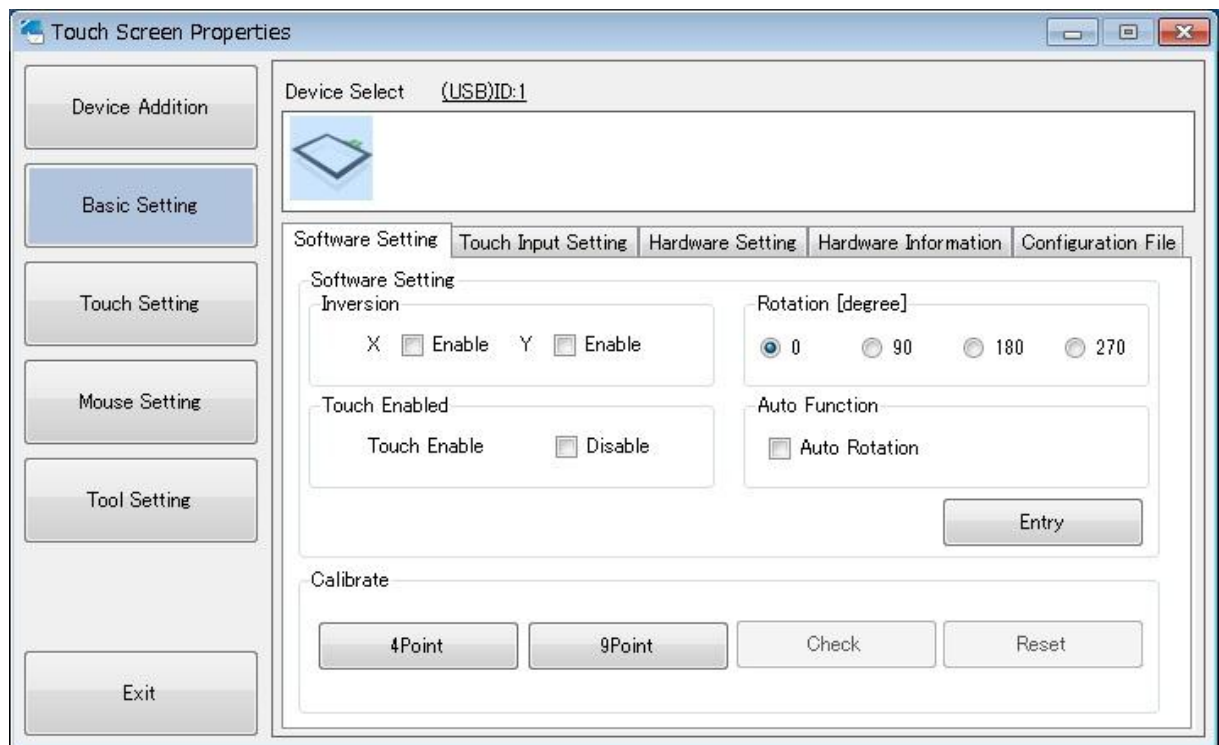 Touch Screen Properties
Device Addition
Basic Setting
Touch Setting
Mouse Setting
Tool Setting
Exit
Device Select (USB)ID:1
Software Setting Touch Input Setting Hardware Setting Hardware Information Configuration File
Software Setting
Inversion
X Enable Y Enable
Rotation [degree]
0 90 180 270
Touch Enabled
Touch Enable Disable
Auto Function
Auto Rotation
Entry
Calibrate
4Point 9Point Check Reset